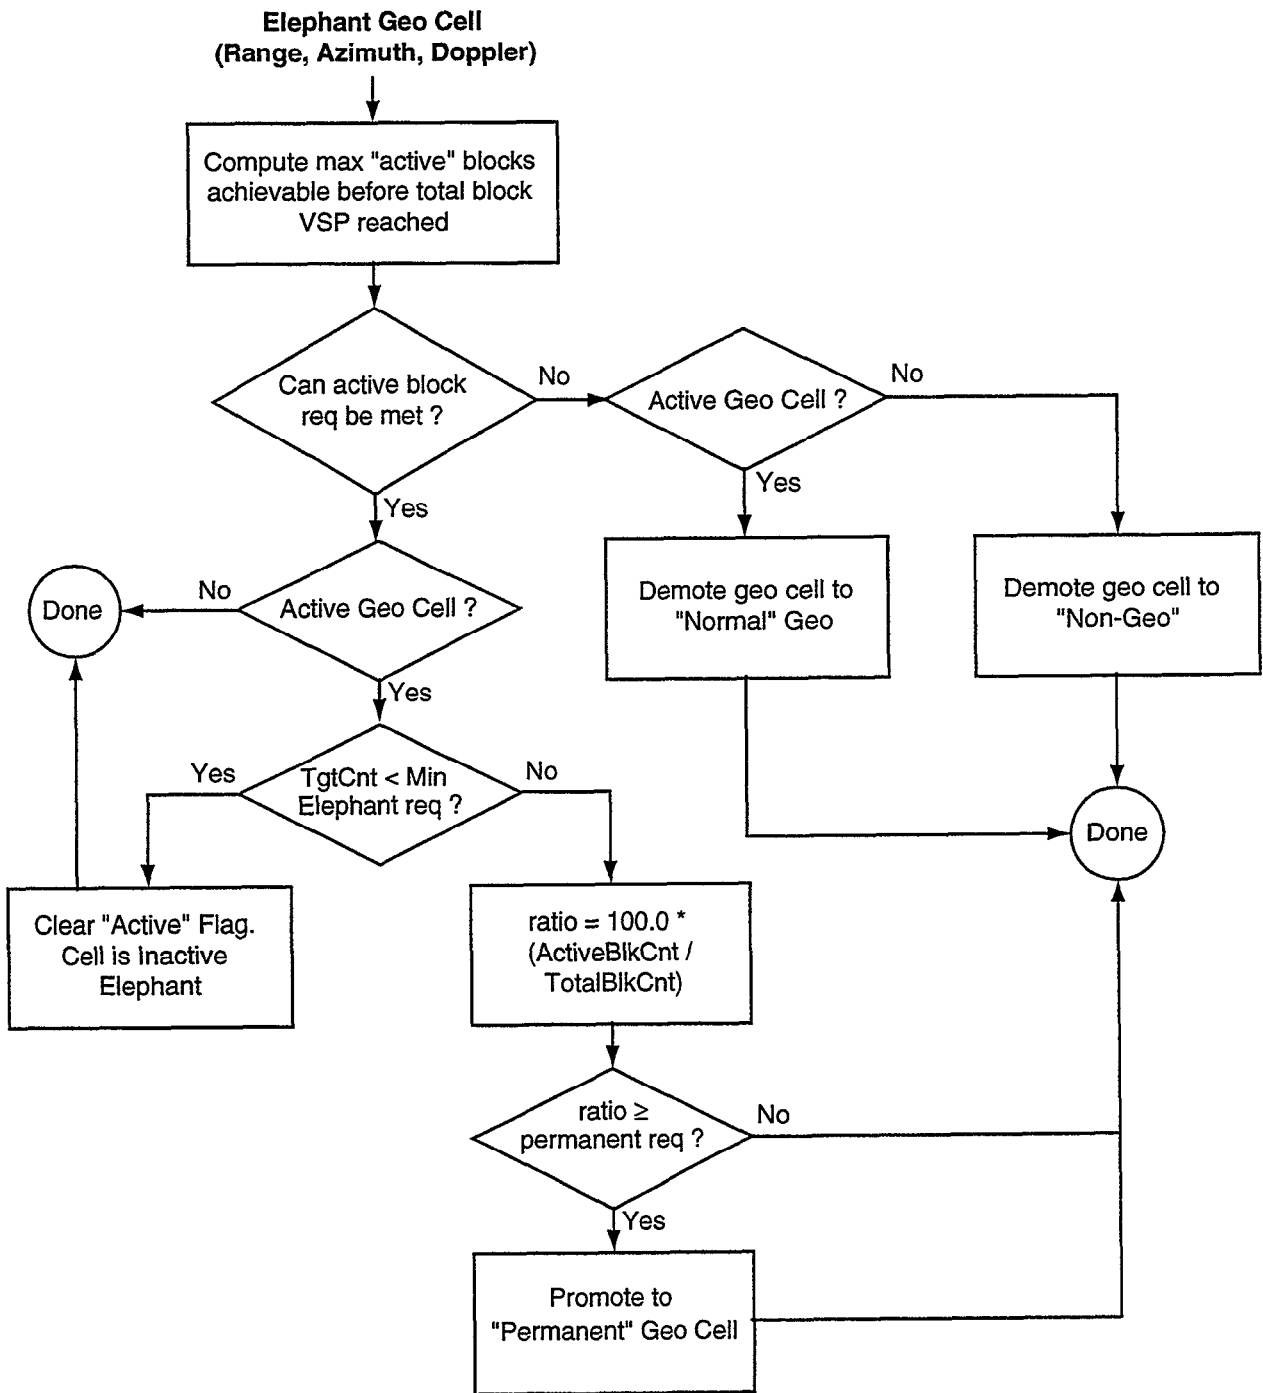 Elephant Geo Cell
(Range, Azimuth, Doppler)
Compute max "active" blocks
achievable before total block
VSP reached
Can active block
req be met ?
No
Active Geo Cell ?
No
Yes
Yes
Demote geo cell to
"Normal" Geo
Demote geo cell to
"Non-Geo"
Done
No
Active Geo Cell ?
Yes
Yes
TgtCnt < Min
Elephant req ?
No
Done
Clear "Active" Flag.
Cell is Inactive
Elephant
ratio = 100.0 *
(ActiveBlkCnt /
TotalBlkCnt)
ratio ≥
permanent req ?
No
Yes
Promote to
"Permanent" Geo Cell